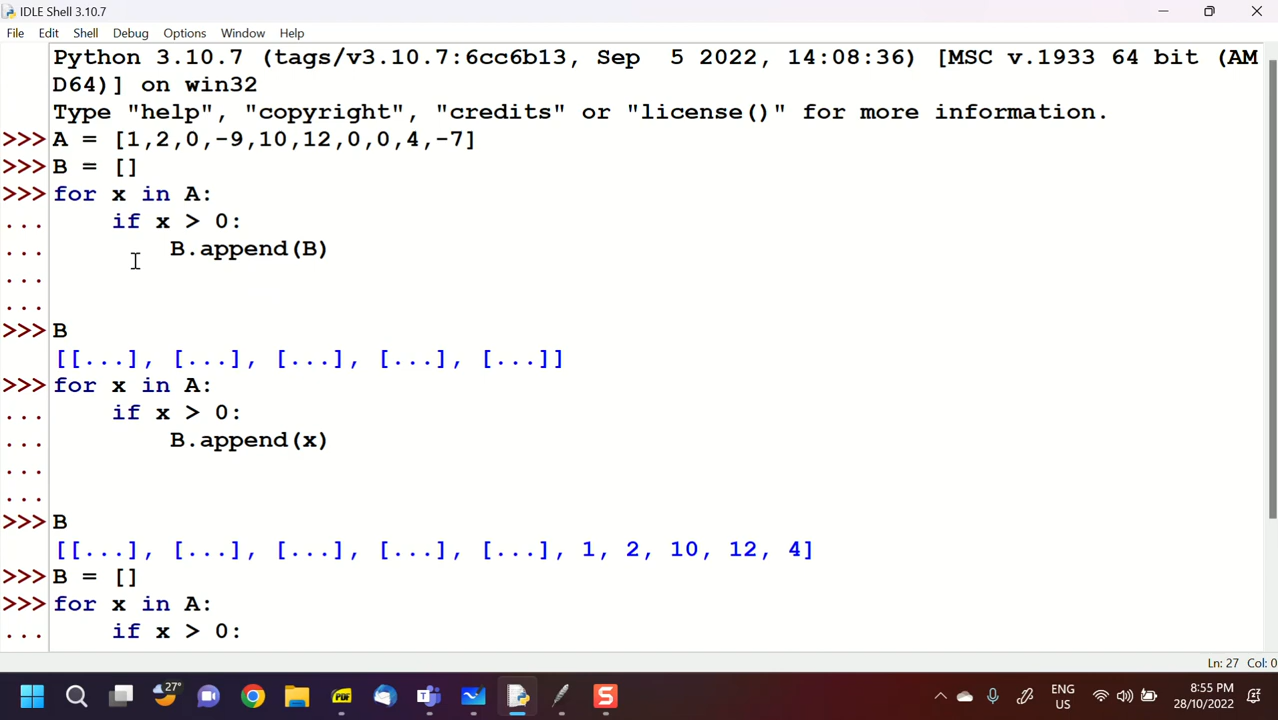 IDLE Shell 3.10.7
File Edit Shell Debug Options Window Help
Python 3.10.7 (tags/v3.10.7:6cc6b13, Sep  5 2022, 14:08:36) [MSC v.1933 64 bit (AM
D64)] on win32
Type "help", "copyright", "credits" or "license()" for more information.
>>> A = [1,2,0,-9,10,12,0,0,4,-7]
>>> B = []
>>> for x in A:
...     if x > 0:
...         B.append(B)
...
...
>>> B
[[...], [...], [...], [...], [...]]
>>> for x in A:
...     if x > 0:
...         B.append(x)
...
...
>>> B
[[...], [...], [...], [...], [...], 1, 2, 10, 12, 4]
>>> B = []
>>> for x in A:
...     if x > 0:
Ln: 27 Col: 0
27°
PDF
S
ENG
US
8:55 PM
28/10/2022